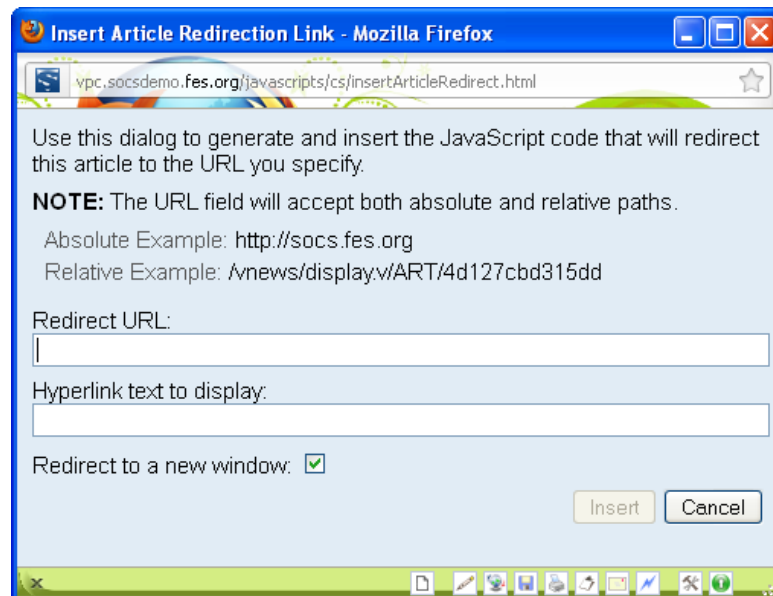 Insert Article Redirection Link - Mozilla Firefox
vpc.socsdemo.fes.org/javascripts/cs/insertArticleRedirect.html
Use this dialog to generate and insert the JavaScript code that will redirect
this article to the URL you specify.
NOTE: The URL field will accept both absolute and relative paths.
Absolute Example: http://socs.fes.org
Relative Example: /vnews/display.v/ART/4d127cbd315dd
Redirect URL:
Hyperlink text to display:
Redirect to a new window:
Insert Cancel